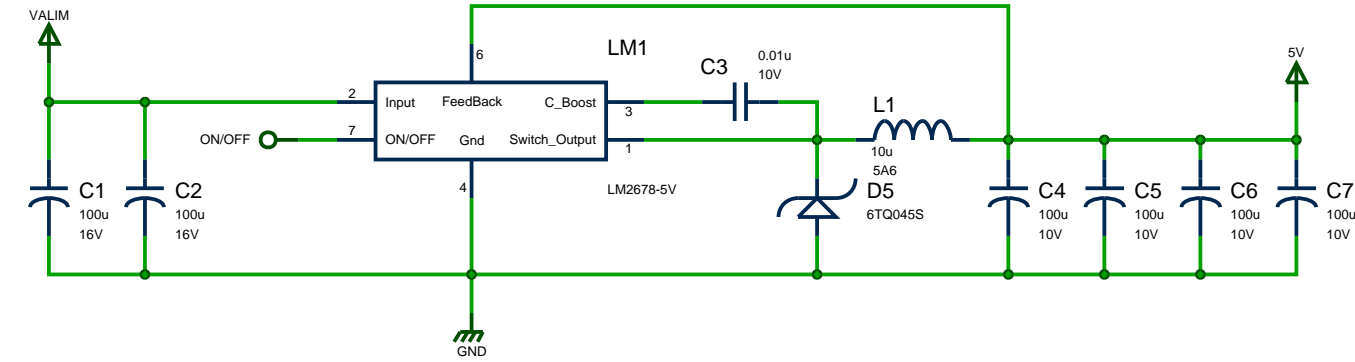 VALIM
6
LM1
C3
0.01u
10V
5V
2
Input
FeedBack
C_Boost
3
L1
ON/OFF
7
ON/OFF
Gnd
Switch_Output
1
10u
5A6
4
LM2678-5V
D5
6TQ045S
C1
100u
16V
C2
100u
16V
C4
100u
10V
C5
100u
10V
C6
100u
10V
C7
100u
10V
GND